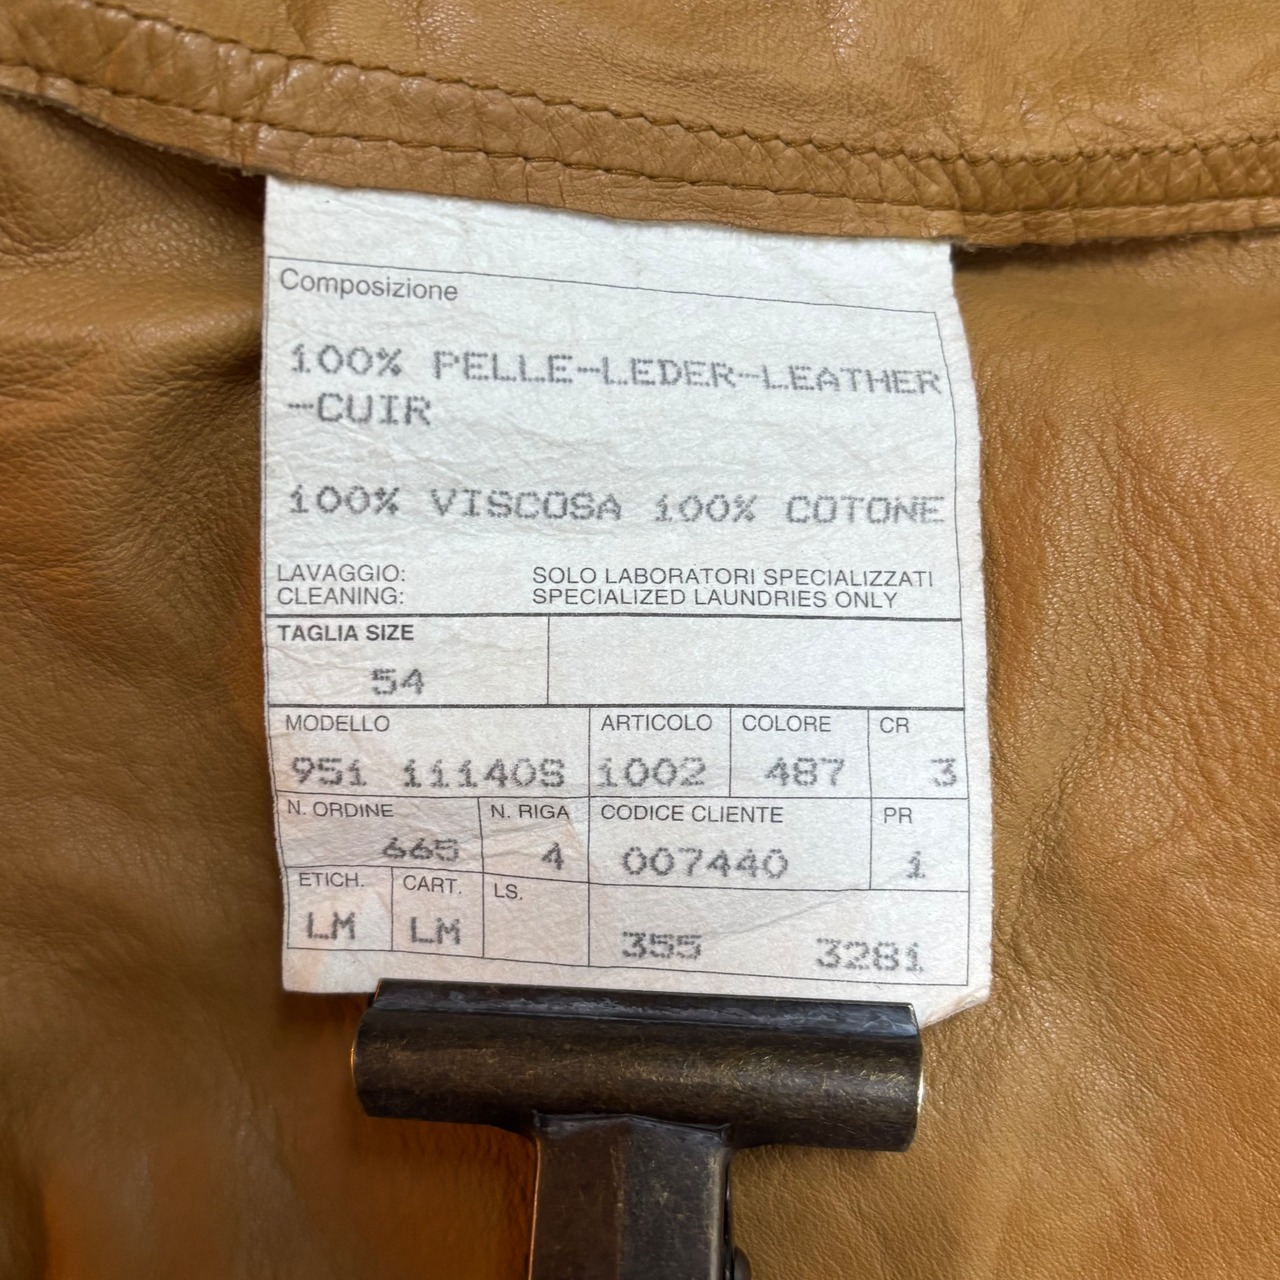 Composizione
100% PELLE-LEDER-LEATHER
-CUIR
100% VISCOSA 100% COTONE
LAVAGGIO: SOLO LABORATORI SPECIALIZZATI
CLEANING: SPECIALIZED LAUNDRIES ONLY
TAGLIA SIZE
54
MODELLO ARTICOLO COLORE CR
951 11140S 1002 487 3
N. ORDINE N. RIGA CODICE CLIENTE PR
665 4 007440 1
ETICH. CART. LS.
LM LM 355 3281